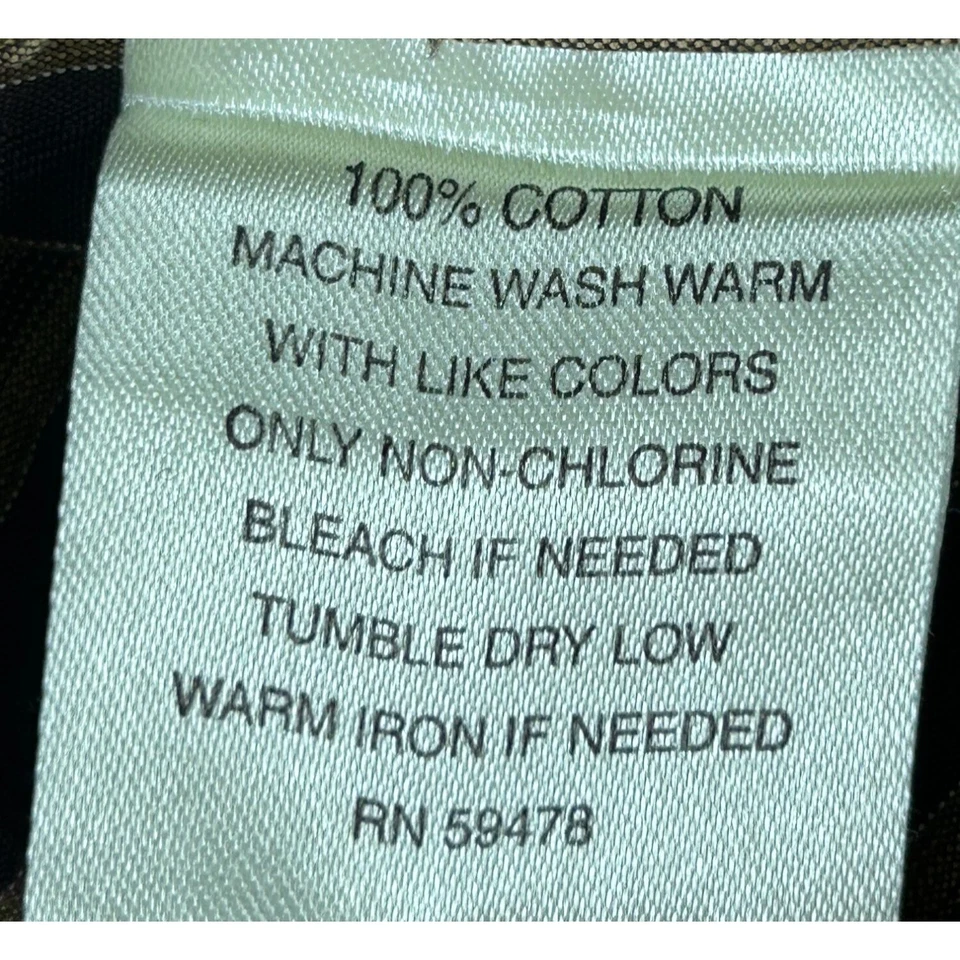 100% COTTON
MACHINE WASH WARM
WITH LIKE COLORS
ONLY NON-CHLORINE
BLEACH IF NEEDED
TUMBLE DRY LOW
WARM IRON IF NEEDED
RN 59478